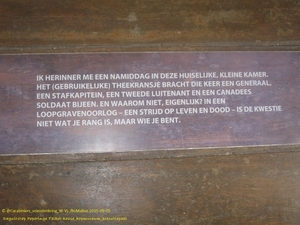 IK HERINNER ME EEN NAMIDDAG IN DEZE HUISELIJKE, KLEINE KAMER.
HET (GEBRUIKELIJKE) THEEKRANSJE BRACHT DIE KEER EEN GENERAAL,
EEN STAFKAPITEIN, EEN TWEEDE LUITENANT EN EEN CANADEES
SOLDAAT BIJEEN. EN WAAROM NIET, EIGENLIJK? IN EEN
LOOPGRAVENOORLOG – EEN STRIJD OP LEVEN EN DOOD – IS DE KWESTIE
NIET WAT JE RANG IS, MAAR WIE JE BENT.